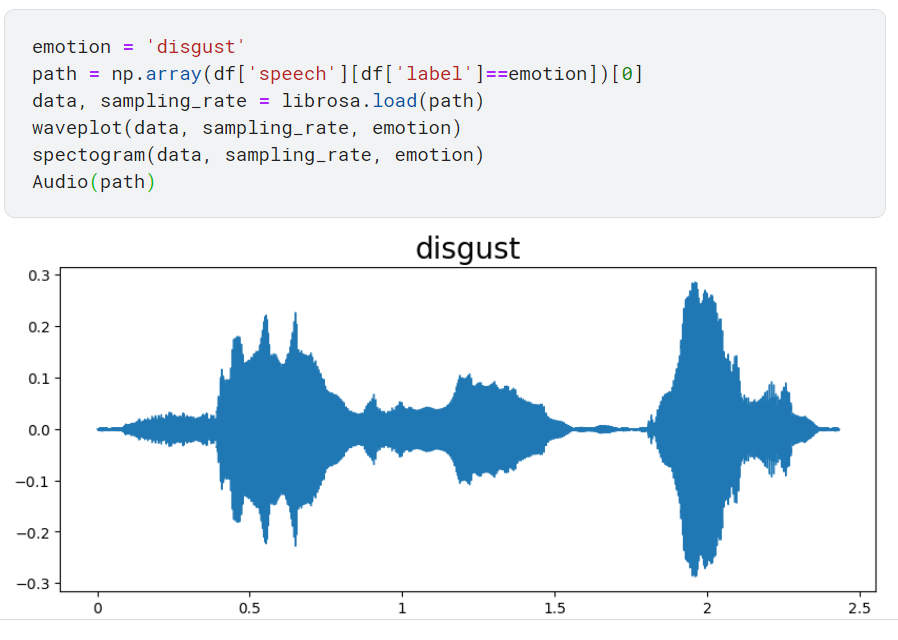 emotion = 'disgust'
path = np.array(df['speech'][df['label']==emotion])[0]
data, sampling_rate = librosa.load(path)
waveplot(data, sampling_rate, emotion)
spectogram(data, sampling_rate, emotion)
Audio(path)
disgust
0.3
0.2
0.1
0.0
−0.1
−0.2
−0.3
0 0.5 1 1.5 2 2.5